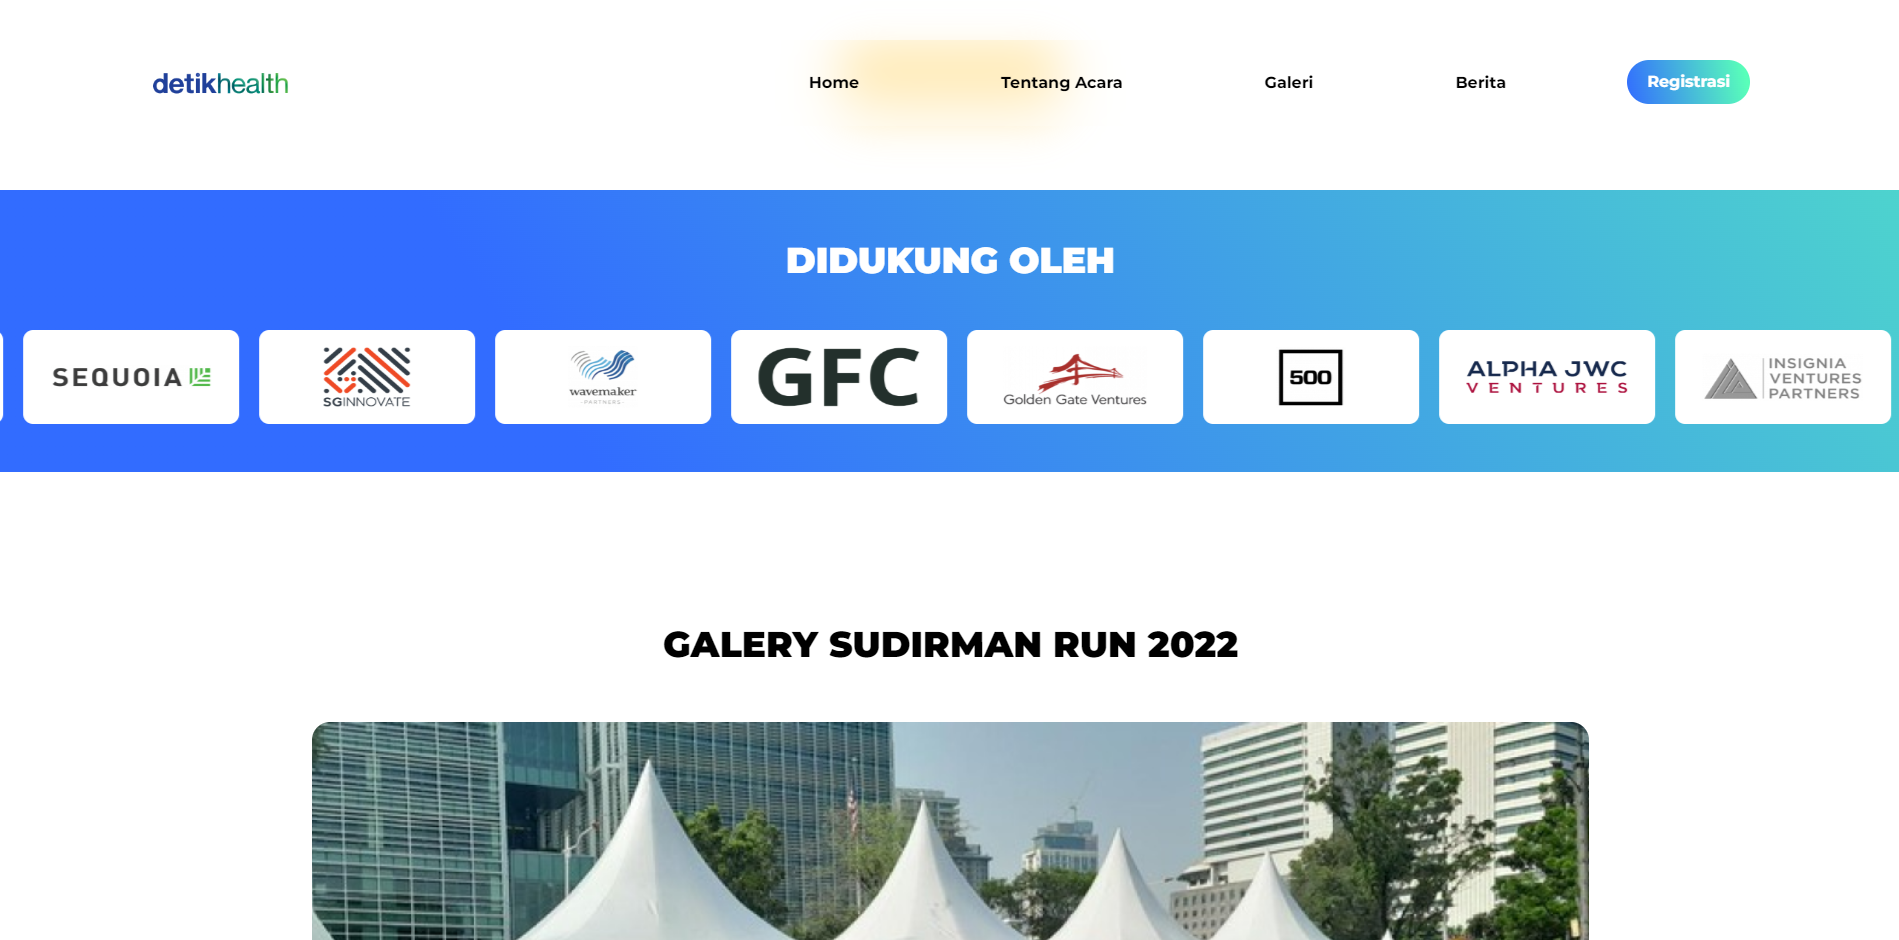 detikhealth
Home
Tentang Acara
Galeri
Berita
Registrasi
DIDUKUNG OLEH
SEQUOIA
SGINNOVATE
wavemaker
-PARTNERS-
GFC
Golden Gate Ventures
500
ALPHA JWC
VENTURES
INSIGNIA
VENTURES
PARTNERS
GALERY SUDIRMAN RUN 2022